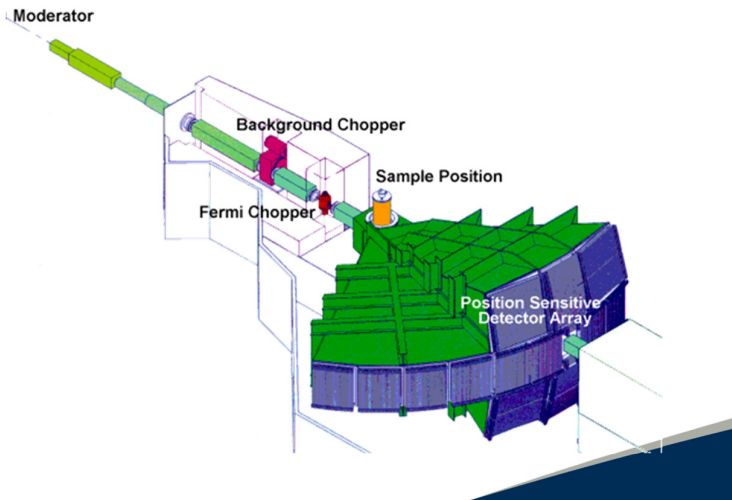 Moderator
Background Chopper
Sample Position
Fermi Chopper
Position Sensitive
Detector Array